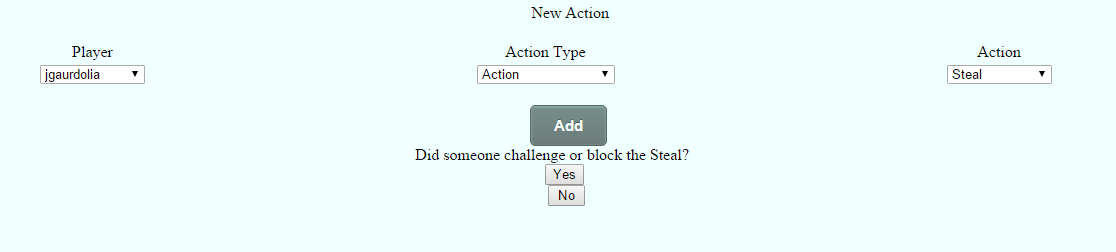 New Action
Player Action Type Action
jgaurdolia Action Steal
Add
Did someone challenge or block the Steal?
Yes
No